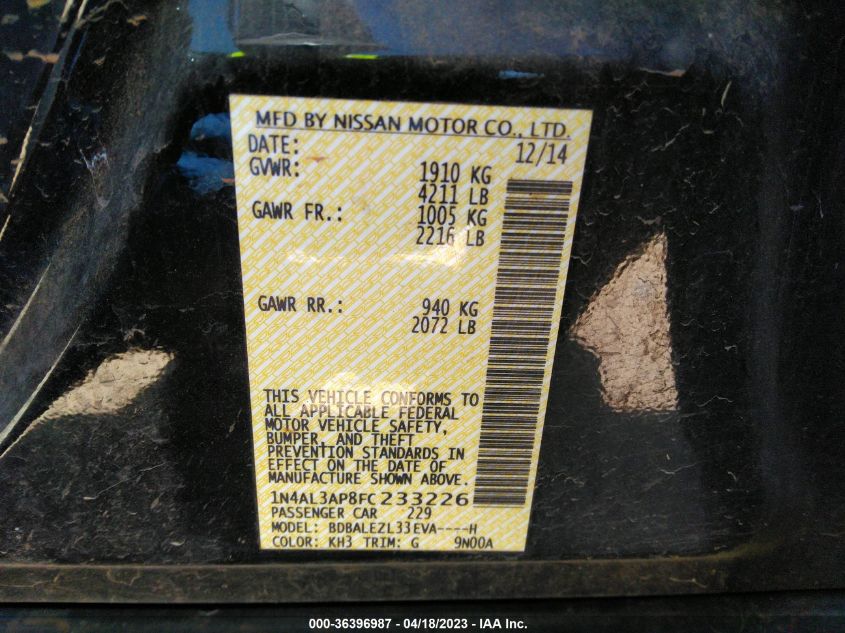 MFD BY NISSAN MOTOR CO., LTD.
DATE: 12/14
GVWR: 1910 KG
4211 LB
GAWR FR.: 1005 KG
2216 LB
GAWR RR.: 940 KG
2072 LB
THIS VEHICLE CONFORMS TO
ALL APPLICABLE FEDERAL
MOTOR VEHICLE SAFETY,
BUMPER, AND THEFT
PREVENTION STANDARDS IN
EFFECT ON THE DATE OF
MANUFACTURE SHOWN ABOVE.
1N4AL3AP8FC233226
PASSENGER CAR 229
MODEL: BDBALEZL33EVA----H
COLOR: KH3 TRIM: G 9N00A
000-36396987 - 04/18/2023 - IAA Inc.